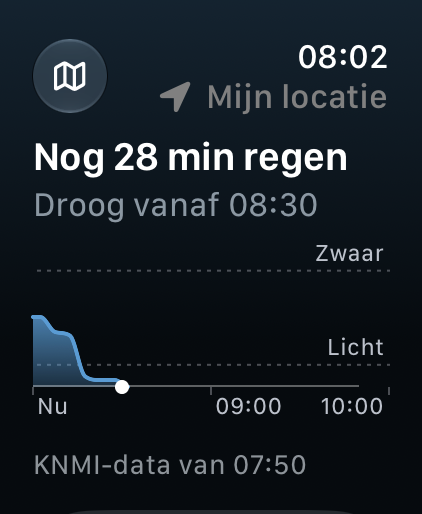 08:02
Mijn locatie
Nog 28 min regen
Droog vanaf 08:30
Zwaar
Licht
Nu 09:00 10:00
KNMI-data van 07:50